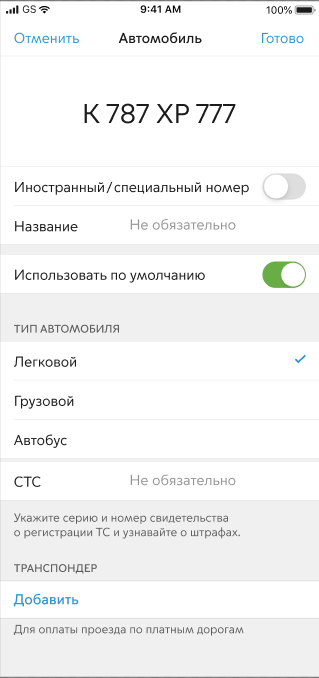 GS 9:41 AM 100%
Отменить Автомобиль Готово
К 787 ХР 777
Иностранный/специальный номер
Название Не обязательно
Использовать по умолчанию
ТИП АВТОМОБИЛЯ
Легковой
Грузовой
Автобус
СТС Не обязательно
Укажите серию и номер свидетельства
о регистрации ТС и узнавайте о штрафах.
ТРАНСПОНДЕР
Добавить
Для оплаты проезда по платным дорогам